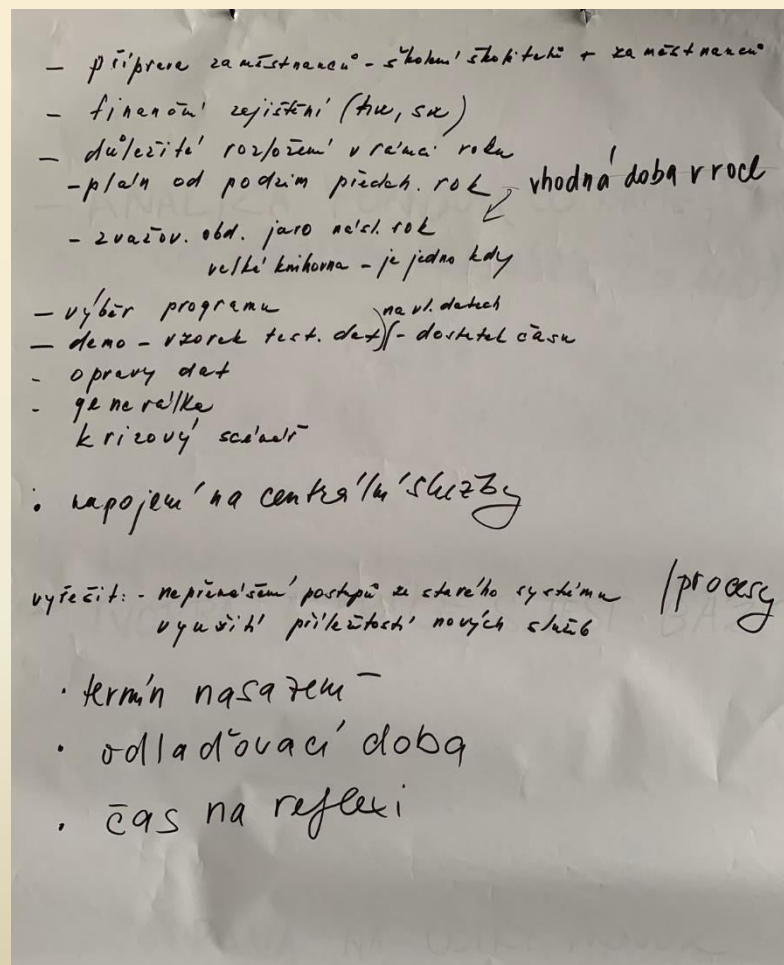 - příprava zaměstnanců - školení školitelů + zaměstnanců
- finanční zajištění (hw, sw)
- důležité rozložení v rámci roku
- plán od podzim předch. rok
vhodná doba v roce
- zvažov. obd. jaro násl. rok
velké knihovna - je jedno kdy
- výběr programu
- demo - vzorek test. dat
na vl. datech
- dostatek času
- opravy dat
- generálka
krizový scénář
• napojení na centrální služby
vyřešit: - nepřenášení postupů ze starého systému /procesy
využití příležitostí nových služeb
• termín nasazení
• odlaďovací doba
• čas na reflexi